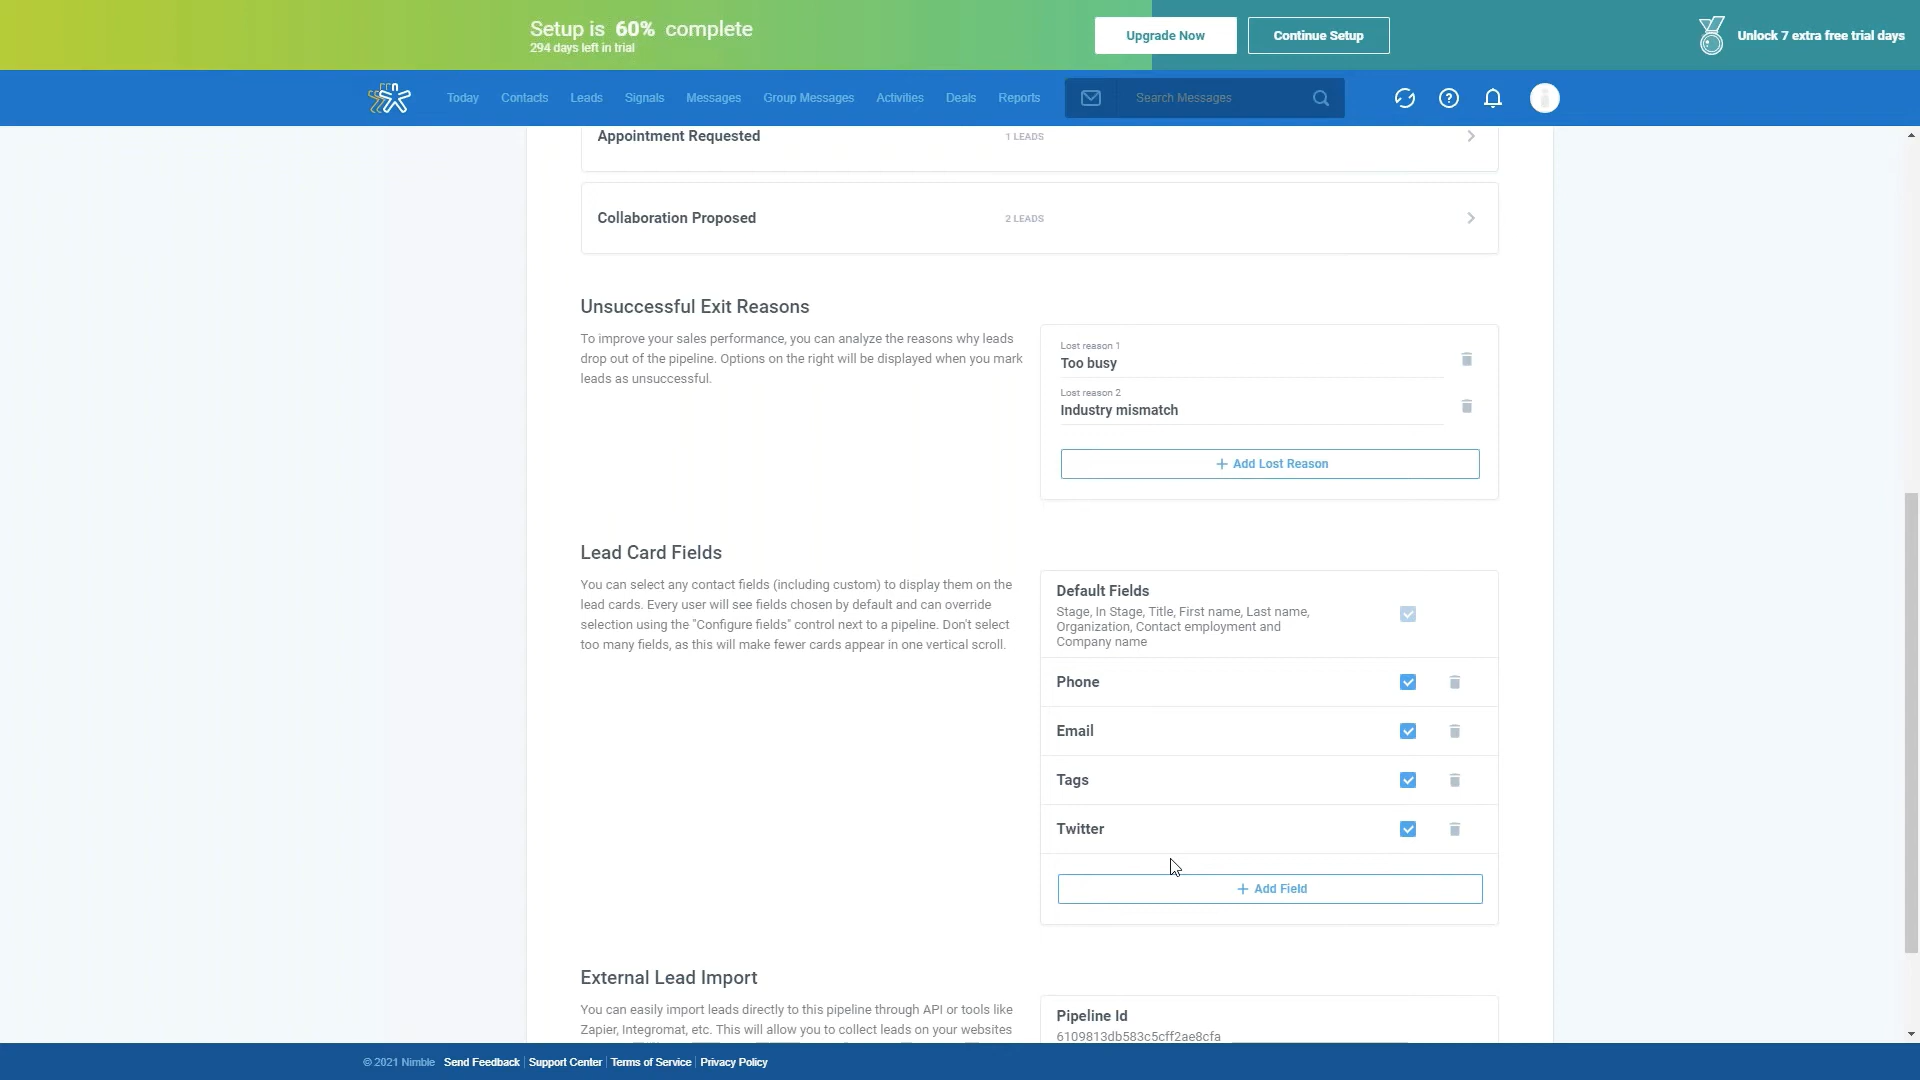 Setup is 60% complete
294 days left in trial
Upgrade Now
Continue Setup
Unlock 7 extra free trial days
Today
Contacts
Leads
Signals
Messages
Group Messages
Activities
Deals
Reports
Search Messages
Appointment Requested
1 LEADS
Collaboration Proposed
2 LEADS
Unsuccessful Exit Reasons
To improve your sales performance, you can analyze the reasons why leads
drop out of the pipeline. Options on the right will be displayed when you mark
leads as unsuccessful.
Lost reason 1
Too busy
Lost reason 2
Industry mismatch
+ Add Lost Reason
Lead Card Fields
You can select any contact fields (including custom) to display them on the
lead cards. Every user will see fields chosen by default and can override
selection using the "Configure fields" control next to a pipeline. Don't select
too many fields, as this will make fewer cards appear in one vertical scroll.
Default Fields
Stage, In Stage, Title, First name, Last name,
Organization, Contact employment and
Company name
Phone
Email
Tags
Twitter
+ Add Field
External Lead Import
You can easily import leads directly to this pipeline through API or tools like
Zapier, Integromat, etc. This will allow you to collect leads on your websites
Pipeline Id
6109813db583c5cff2ae8cfa
© 2021 Nimble
Send Feedback
Support Center
Terms of Service
Privacy Policy